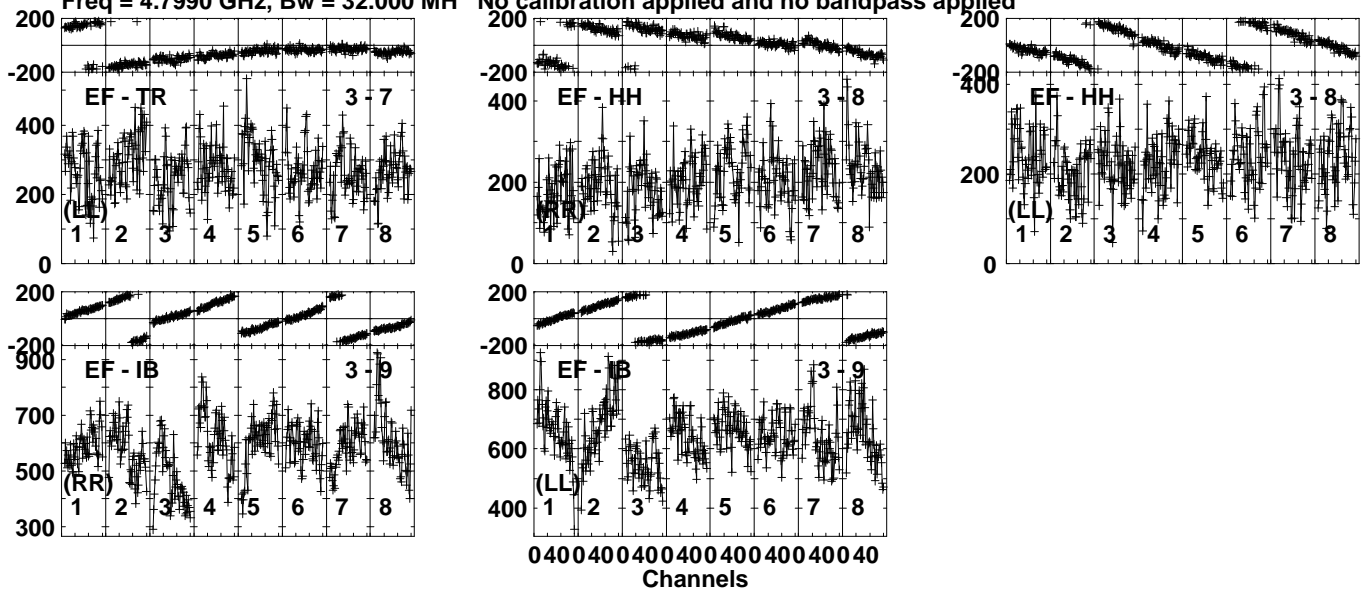 Freq = 4.7990 GHz, Bw = 32.000 MH No calibration applied and no bandpass applied
200
-200
EF - TR 3 - 7
400
200
0
(LL)
1 2 3 4 5 6 7 8
200
-200
EF - HH 3 - 8
400
200
0
(RR)
1 2 3 4 5 6 7 8
200
-200
EF - HH 3 - 8
400
200
0
(LL)
1 2 3 4 5 6 7 8
200
-200
EF - IB 3 - 9
900
700
500
300
(RR)
1 2 3 4 5 6 7 8
200
-200
EF - IB 3 - 9
800
600
400
(LL)
1 2 3 4 5 6 7 8
0 40 0 40 0 40 0 40 0 40 0 40 0 40 0 40
Channels